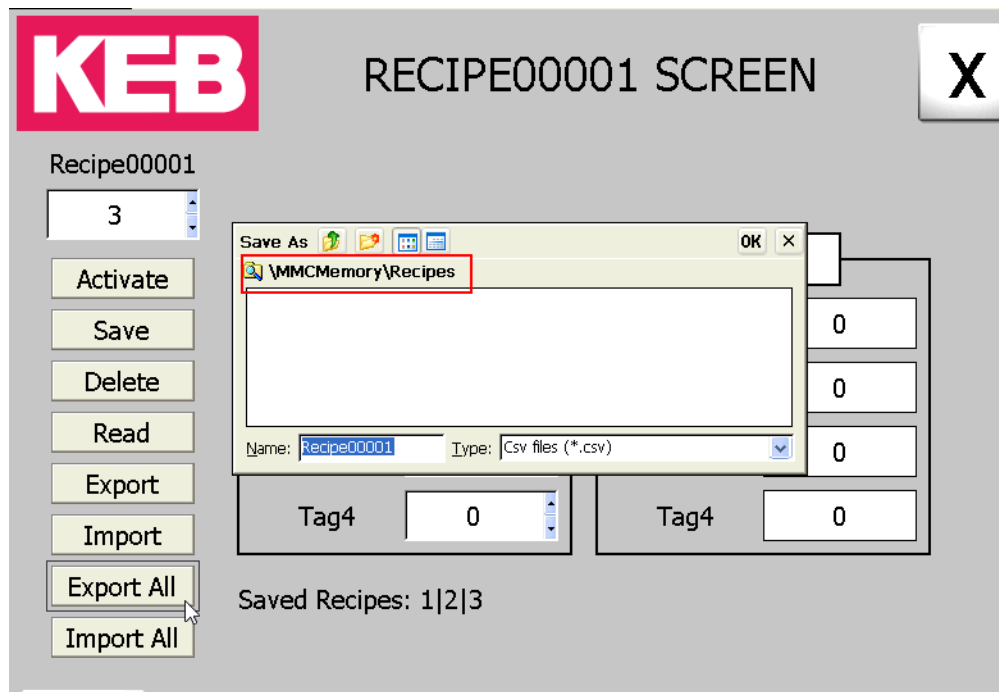 KEB
RECIPE00001 SCREEN
X
Recipe00001
3
Activate
Save
Delete
Read
Export
Import
Export All
Import All
Save As
OK
\MMCMemory\Recipes
Name: Recipe00001 Type: Csv files (*.csv)
0
0
0
Tag4 0 Tag4 0
Saved Recipes: 1|2|3